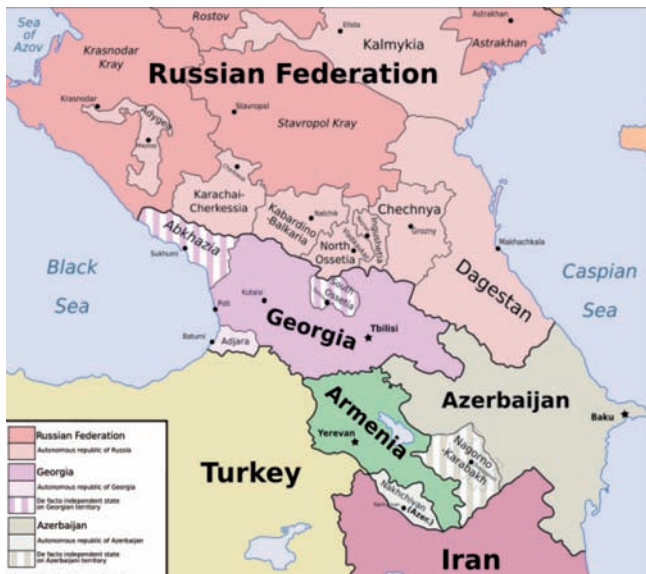 Sea
of
Azov
Rostov
Elista
Astrakhan
Kalmykia
Astrakhan
Krasnodar
Kray
Russian Federation
Krasnodar
Adygea
Stavropol
Stavropol Kray
Karachai-
Cherkessia
Kabardino
-Balkaria
Nalchik
North
Ossetia
Ingushetia
Chechnya
Grozny
Makhachkala
Dagestan
Abkhazia
Sukhumi
Black
Sea
Caspian
Sea
Poti
Kutaisi
South
Ossetia
Georgia
Tbilisi
Batumi
Adjara
Armenia
Yerevan
Azerbaijan
Baku
Nagorno
-Karabakh
Nakhchivan
(Azer.)
Turkey
Iran
Russian Federation
Autonomous republic of Russia
Georgia
Autonomous republic of Georgia
De facto independent state
on Georgian territory
Azerbaijan
Autonomous republic of Azerbaijan
De facto independent state
on Azerbaijani territory